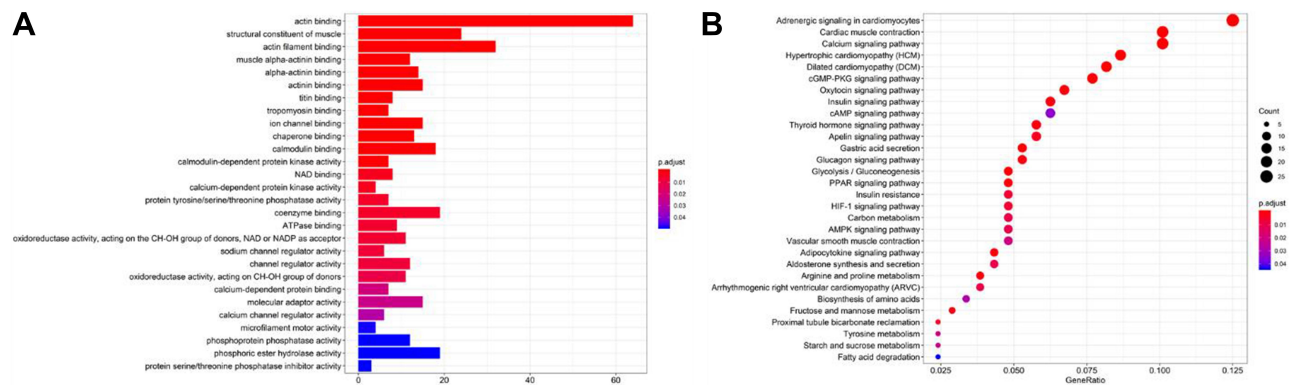 A
actin binding
structural constituent of muscle
actin filament binding
muscle alpha-actinin binding
alpha-actinin binding
actinin binding
titin binding
tropomyosin binding
ion channel binding
chaperone binding
calmodulin binding
calmodulin-dependent protein kinase activity
NAD binding
calcium-dependent protein kinase activity
protein tyrosine/serine/threonine phosphatase activity
coenzyme binding
ATPase binding
oxidoreductase activity, acting on the CH-OH group of donors, NAD or NADP as acceptor
sodium channel regulator activity
channel regulator activity
oxidoreductase activity, acting on CH-OH group of donors
calcium-dependent protein binding
molecular adaptor activity
calcium channel regulator activity
microfilament motor activity
phosphoprotein phosphatase activity
phosphoric ester hydrolase activity
protein serine/threonine phosphatase inhibitor activity
0 20 40 60
p.adjust
0.01
0.02
0.03
0.04
B
Adrenergic signaling in cardiomyocytes
Cardiac muscle contraction
Calcium signaling pathway
Hypertrophic cardiomyopathy (HCM)
Dilated cardiomyopathy (DCM)
cGMP-PKG signaling pathway
Oxytocin signaling pathway
Insulin signaling pathway
cAMP signaling pathway
Thyroid hormone signaling pathway
Apelin signaling pathway
Gastric acid secretion
Glucagon signaling pathway
Glycolysis / Gluconeogenesis
PPAR signaling pathway
Insulin resistance
HIF-1 signaling pathway
Carbon metabolism
AMPK signaling pathway
Vascular smooth muscle contraction
Adipocytokine signaling pathway
Aldosterone synthesis and secretion
Arginine and proline metabolism
Arrhythmogenic right ventricular cardiomyopathy (ARVC)
Biosynthesis of amino acids
Fructose and mannose metabolism
Proximal tubule bicarbonate reclamation
Tyrosine metabolism
Starch and sucrose metabolism
Fatty acid degradation
0.025 0.050 0.075 0.100 0.125
GeneRatio
Count
5
10
15
20
25
p.adjust
0.01
0.02
0.03
0.04